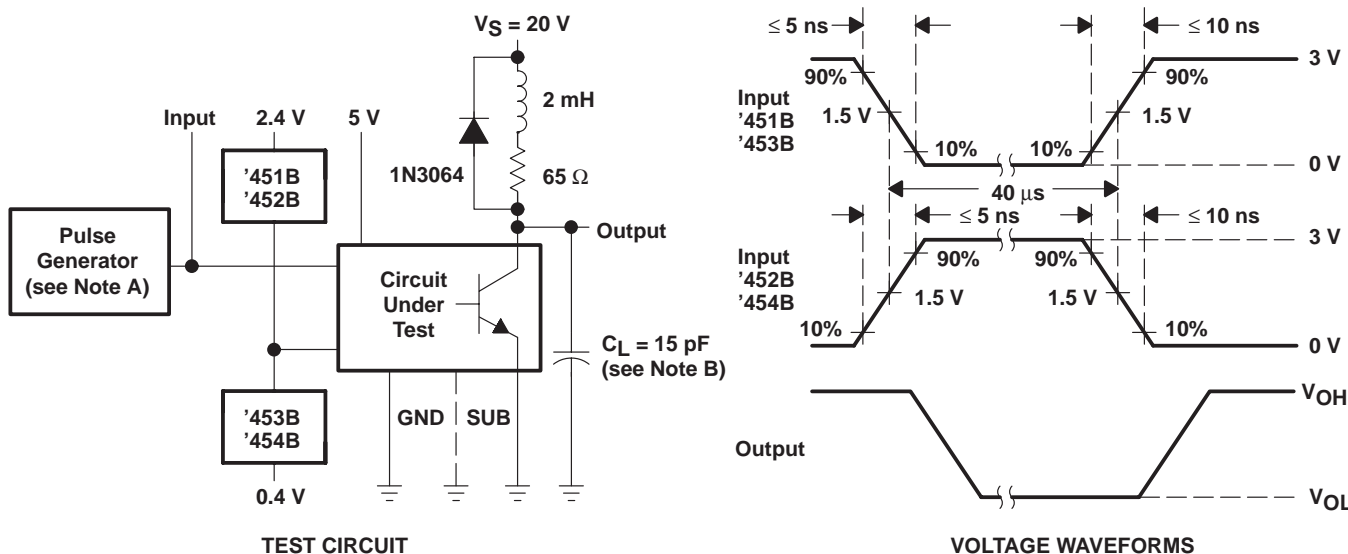 VS = 20 V
2 mH
65 Ω
1N3064
Input
2.4 V
5 V
'451B
'452B
Pulse
Generator
(see Note A)
Circuit
Under
Test
Output
CL = 15 pF
(see Note B)
'453B
'454B
GND
SUB
0.4 V
TEST CIRCUIT
≤ 5 ns
≤ 10 ns
3 V
90%
90%
Input
'451B
'453B
1.5 V
1.5 V
10%
10%
0 V
40 µs
≤ 5 ns
≤ 10 ns
3 V
Input
'452B
'454B
90%
90%
1.5 V
1.5 V
10%
10%
0 V
VOH
Output
VOL
VOLTAGE WAVEFORMS